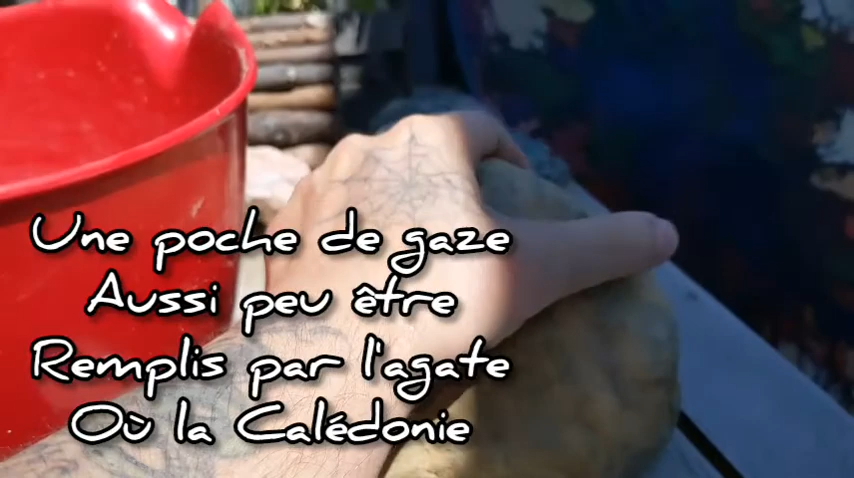 Une poche de gaze
Aussi peu être
Remplis par l'agate
Où la Calédonie